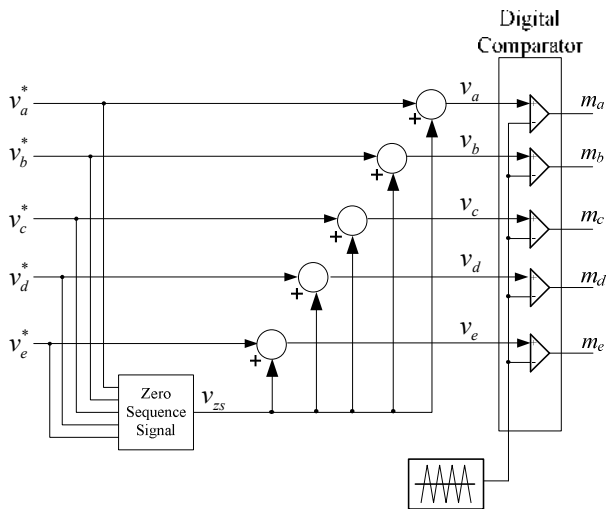 Digital
Comparator
v*a va ma
v*b vb mb
v*c vc mc
v*d vd md
v*e ve me
+
+
+
+
+
+
-
+
-
+
-
+
-
+
-
Zero
Sequence
Signal
vzs